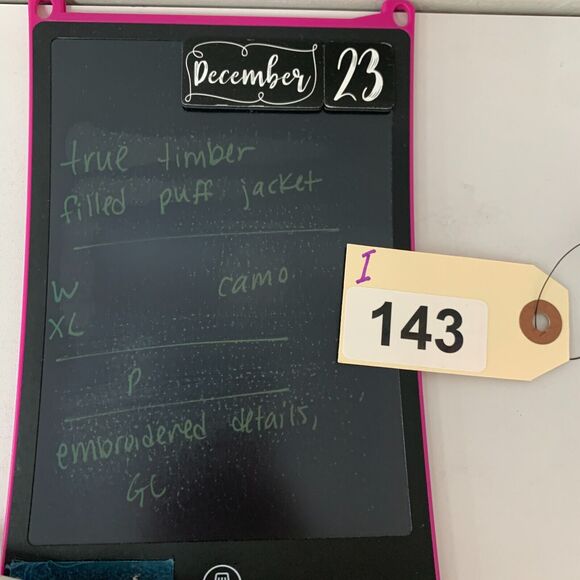 December 23
true timber
filled puff jacket
I
143
W camo
XL
P
embroidered details,
GC